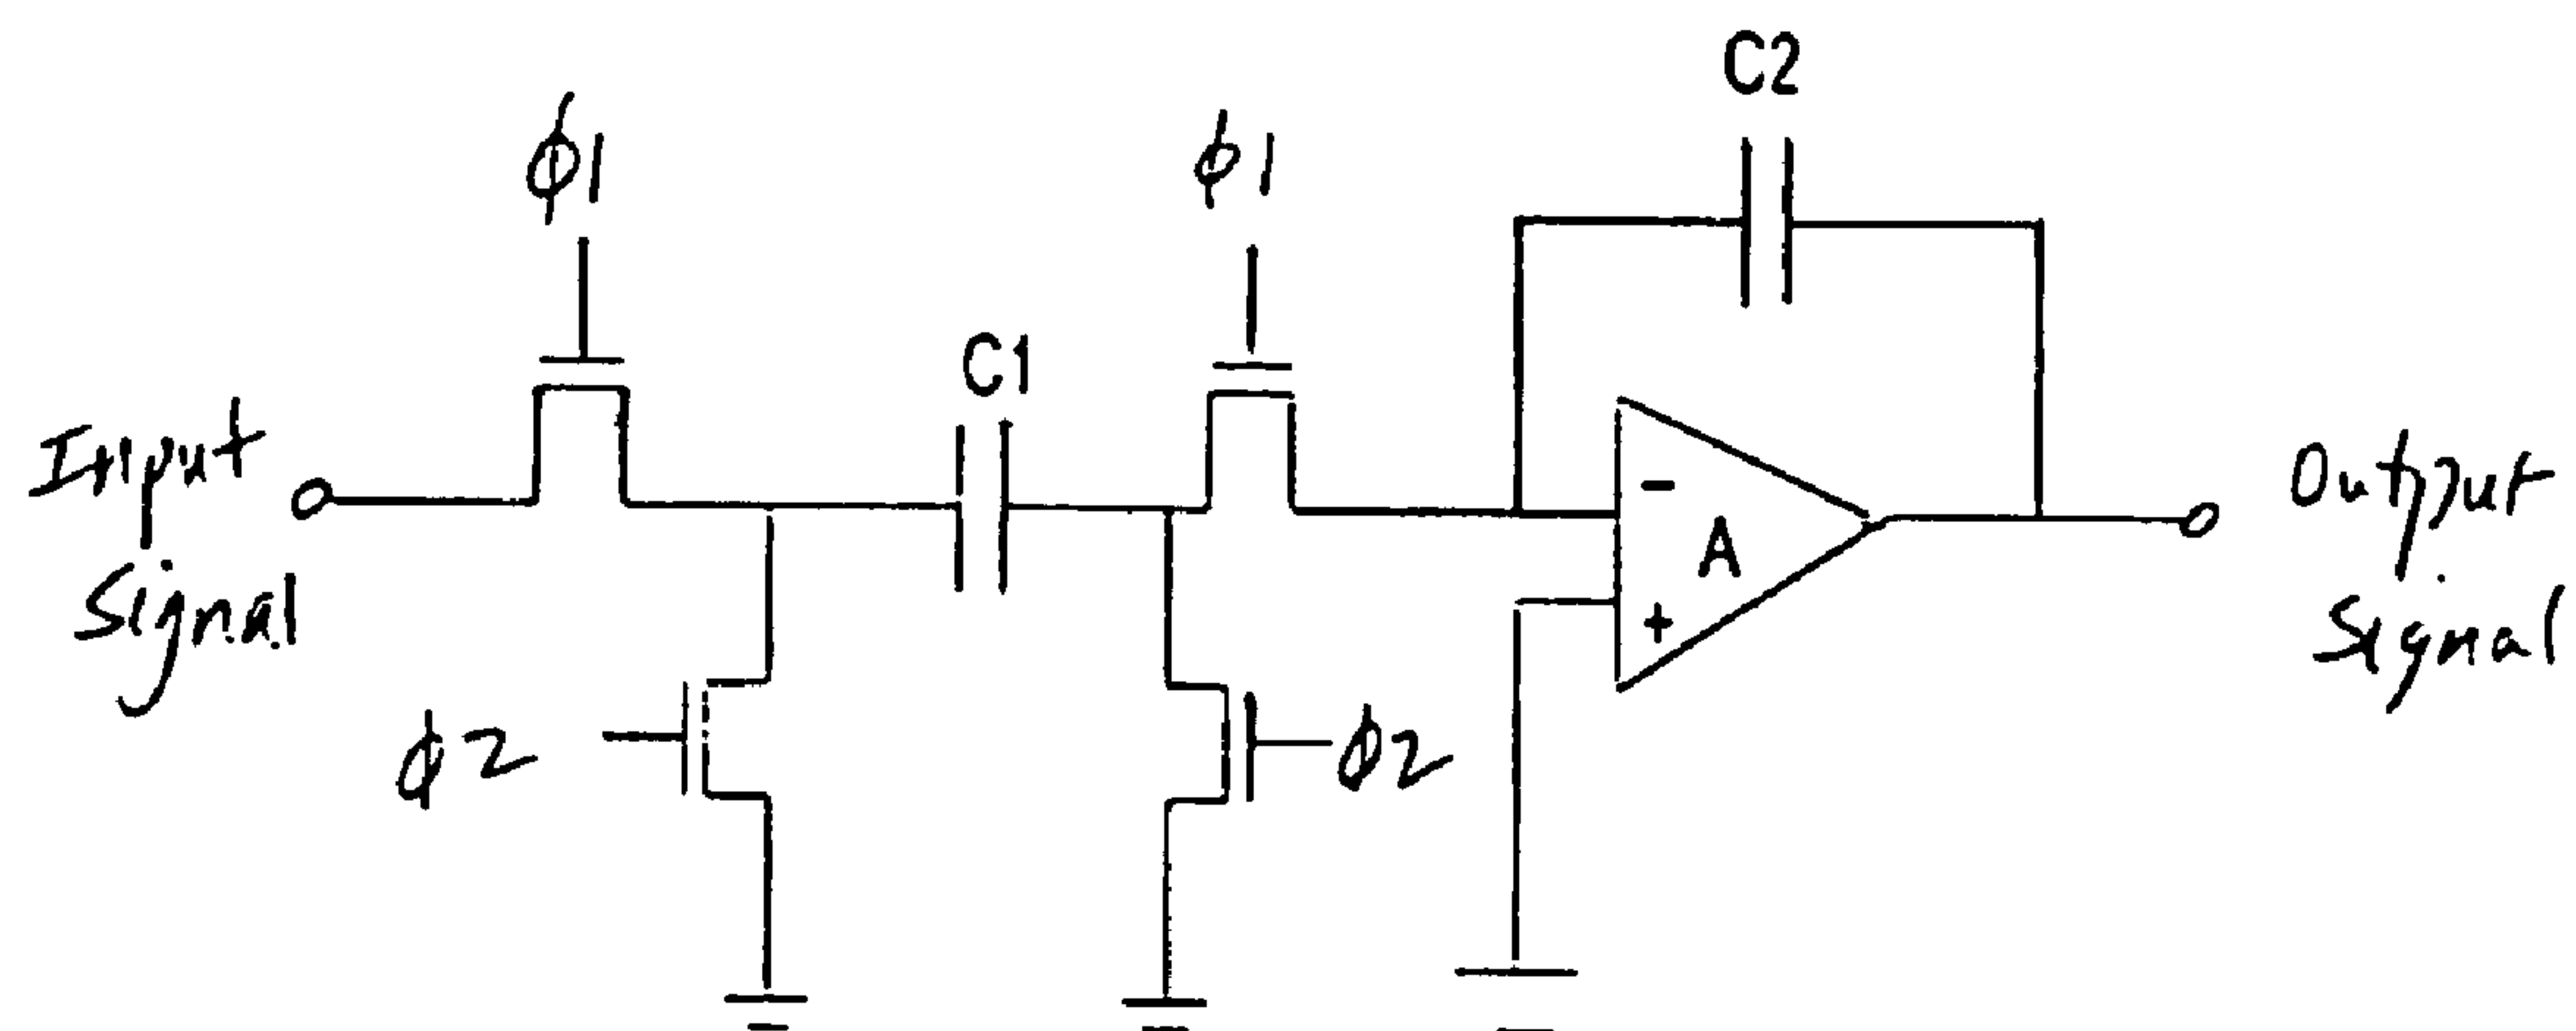 C2
ϕ1
ϕ1
C1
Input
Signal
-
A
+
Output
Signal
ϕ2
ϕ2